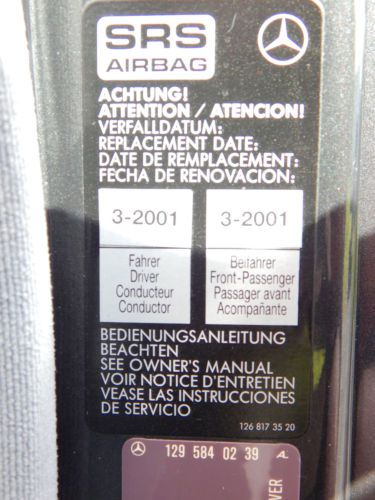 SRS
AIRBAG
ACHTUNG!
ATTENTION / ATENCION!
VERFALLDATUM:
REPLACEMENT DATE:
DATE DE REMPLACEMENT:
FECHA DE RENOVACION:
3-2001 3-2001
Fahrer Beifahrer
Driver Front-Passenger
Conducteur Passager avant
Conductor Acompañante
BEDIENUNGSANLEITUNG
BEACHTEN
SEE OWNER'S MANUAL
VOIR NOTICE D'ENTRETIEN
VEASE LAS INSTRUCCIONES
DE SERVICIO
126 817 35 20
129 584 02 39 A.